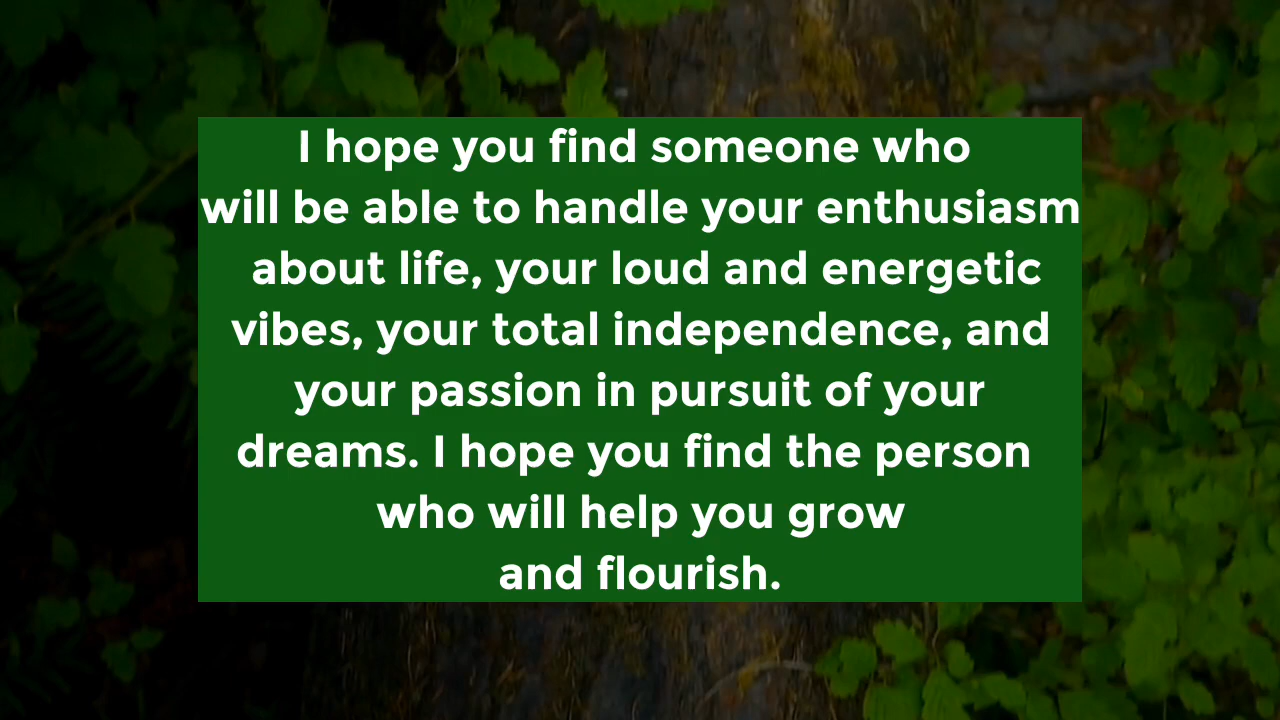 I hope you find someone who
will be able to handle your enthusiasm
about life, your loud and energetic
vibes, your total independence, and
your passion in pursuit of your
dreams. I hope you find the person
who will help you grow
and flourish.